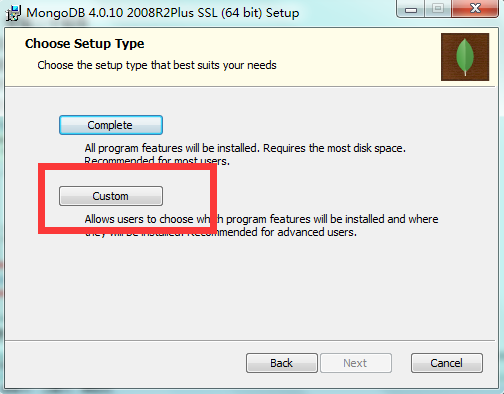 MongoDB 4.0.10 2008R2Plus SSL (64 bit) Setup
Choose Setup Type
Choose the setup type that best suits your needs
Complete
All program features will be installed. Requires the most disk space.
Recommended for most users.
Custom
Allows users to choose which program features will be installed and where
they will be installed. Recommended for advanced users.
Back
Next
Cancel